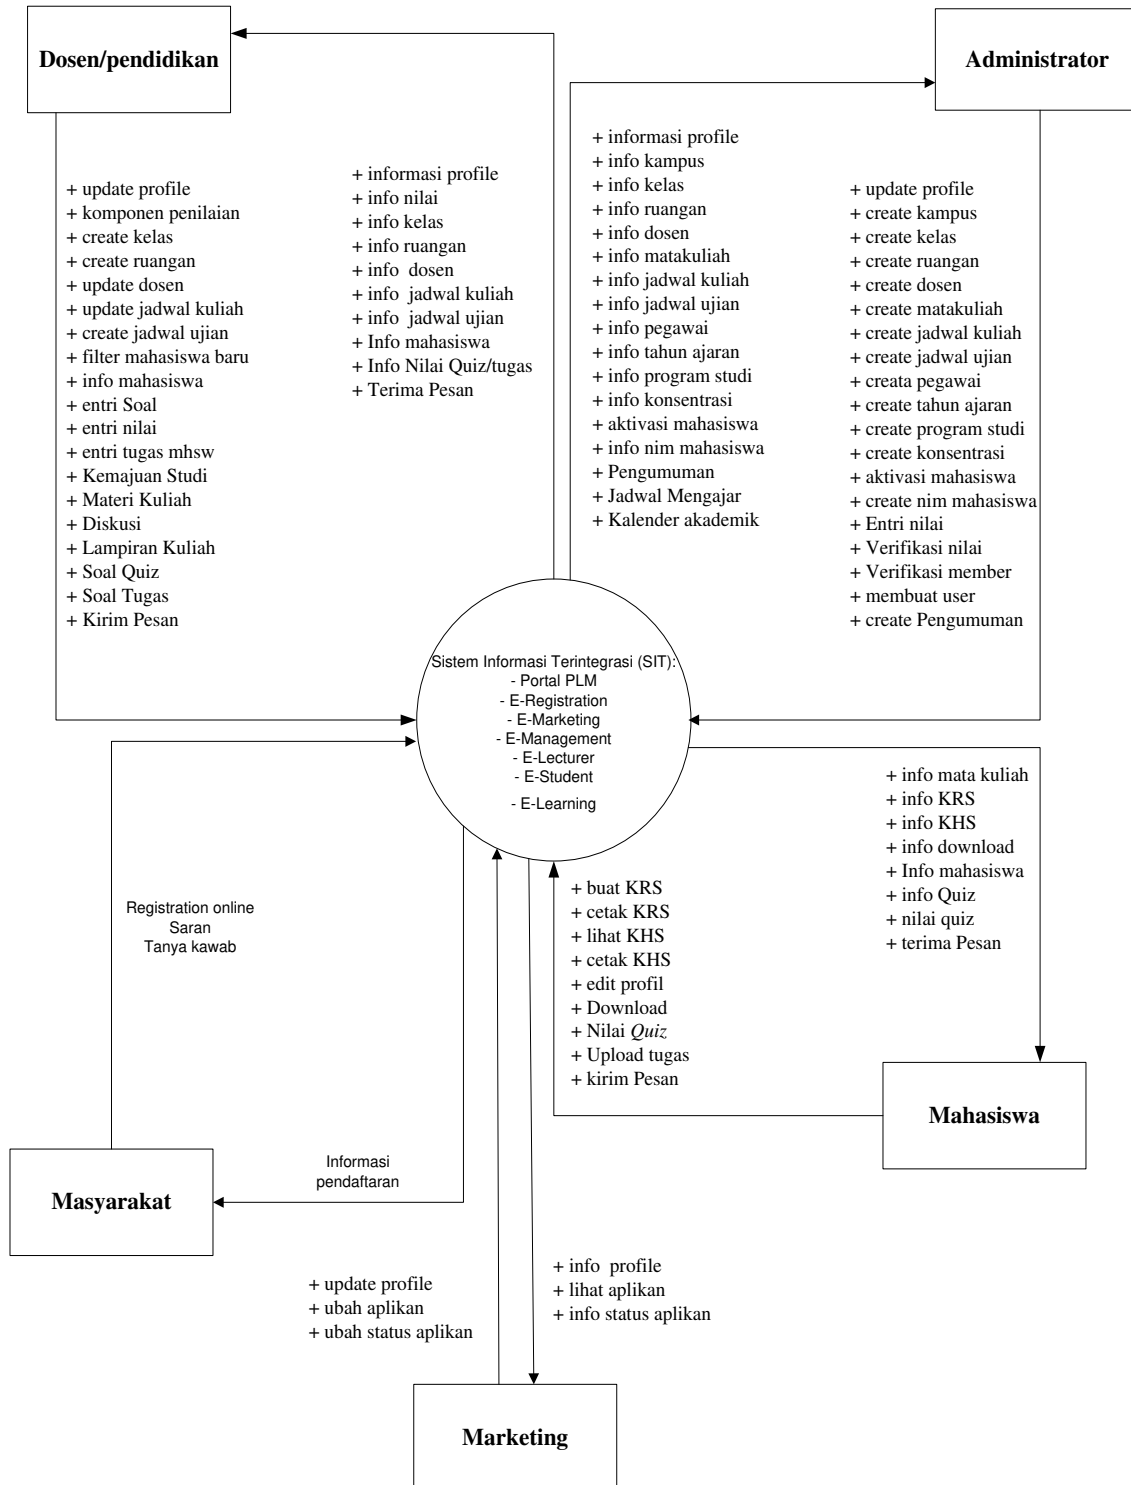 Dosen/pendidikan
Administrator
+ update profile
+ komponen penilaian
+ create kelas
+ create ruangan
+ update dosen
+ update jadwal kuliah
+ create jadwal ujian
+ filter mahasiswa baru
+ info mahasiswa
+ entri Soal
+ entri nilai
+ entri tugas mhsw
+ Kemajuan Studi
+ Materi Kuliah
+ Diskusi
+ Lampiran Kuliah
+ Soal Quiz
+ Soal Tugas
+ Kirim Pesan
+ informasi profile
+ info nilai
+ info kelas
+ info ruangan
+ info  dosen
+ info  jadwal kuliah
+ info  jadwal ujian
+ Info mahasiswa
+ Info Nilai Quiz/tugas
+ Terima Pesan
+ informasi profile
+ info kampus
+ info kelas
+ info ruangan
+ info dosen
+ info matakuliah
+ info jadwal kuliah
+ info jadwal ujian
+ info pegawai
+ info tahun ajaran
+ info program studi
+ info konsentrasi
+ aktivasi mahasiswa
+ info nim mahasiswa
+ Pengumuman
+ Jadwal Mengajar
+ Kalender akademik
+ update profile
+ create kampus
+ create kelas
+ create ruangan
+ create dosen
+ create matakuliah
+ create jadwal kuliah
+ create jadwal ujian
+ creata pegawai
+ create tahun ajaran
+ create program studi
+ create konsentrasi
+ aktivasi mahasiswa
+ create nim mahasiswa
+ Entri nilai
+ Verifikasi nilai
+ Verifikasi member
+ membuat user
+ create Pengumuman
Sistem Informasi Terintegrasi (SIT):
- Portal PLM
- E-Registration
- E-Marketing
- E-Management
- E-Lecturer
- E-Student
- E-Learning
+ info mata kuliah
+ info KRS
+ info KHS
+ info download
+ Info mahasiswa
+ info Quiz
+ nilai quiz
+ terima Pesan
+ buat KRS
+ cetak KRS
+ lihat KHS
+ cetak KHS
+ edit profil
+ Download
+ Nilai Quiz
+ Upload tugas
+ kirim Pesan
Registration online
Saran
Tanya kawab
Mahasiswa
Informasi
pendaftaran
Masyarakat
+ update profile
+ ubah aplikan
+ ubah status aplikan
+ info  profile
+ lihat aplikan
+ info status aplikan
Marketing